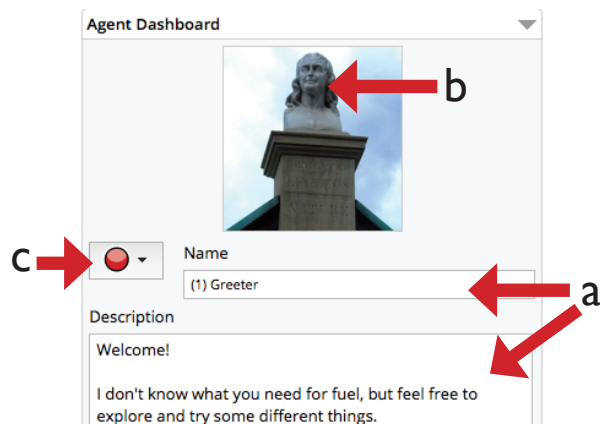 Agent Dashboard
b
c
Name
(1) Greeter
a
Description
Welcome!
I don't know what you need for fuel, but feel free to
explore and try some different things.